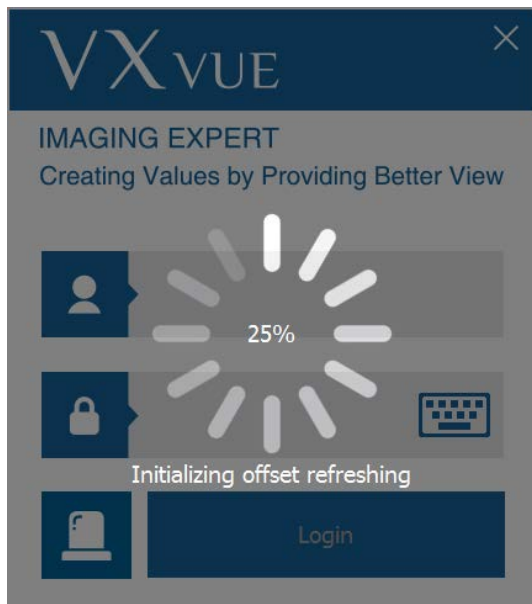 VXVUE
IMAGING EXPERT
Creating Values by Providing Better View
25%
Initializing offset refreshing
Login